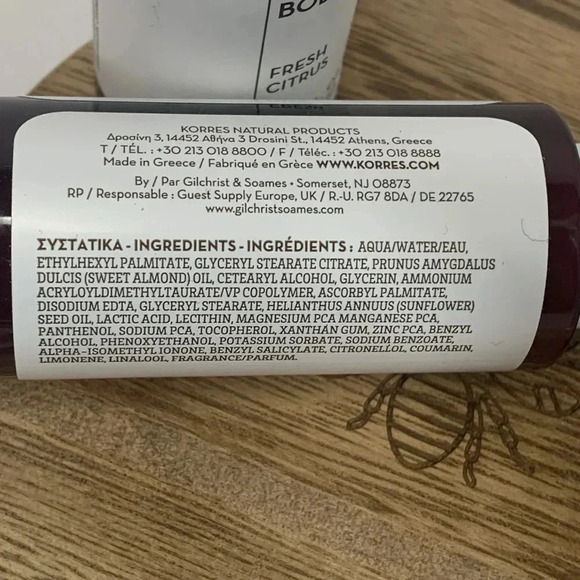 FRESH
CITRUS
KORRES NATURAL PRODUCTS
Δροσίνη 3, 14452 Αθήνα 3 Drosini St., 14452 Athens, Greece
T / TÉL. : +30 213 018 8800 / F / Téléc. : +30 213 018 8888
Made in Greece / Fabriqué en Grèce WWW.KORRES.COM
By / Par Gilchrist & Soames • Somerset, NJ 08873
RP / Responsable : Guest Supply Europe, UK / R.-U. RG7 8DA / DE 22765
www.gilchristsoames.com
ΣΥΣΤΑΤΙΚΑ - INGREDIENTS - INGRÉDIENTS : AQUA/WATER/EAU,
ETHYLHEXYL PALMITATE, GLYCERYL STEARATE CITRATE, PRUNUS AMYGDALUS
DULCIS (SWEET ALMOND) OIL, CETEARYL ALCOHOL, GLYCERIN, AMMONIUM
ACRYLOYLDIMETHYLTAURATE/VP COPOLYMER, ASCORBYL PALMITATE,
DISODIUM EDTA, GLYCERYL STEARATE, HELIANTHUS ANNUUS (SUNFLOWER)
SEED OIL, LACTIC ACID, LECITHIN, MAGNESIUM PCA MANGANESE PCA,
PANTHENOL, SODIUM PCA, TOCOPHEROL, XANTHAN GUM, ZINC PCA, BENZYL
ALCOHOL, PHENOXYETHANOL, POTASSIUM SORBATE, SODIUM BENZOATE,
ALPHA-ISOMETHYL IONONE, BENZYL SALICYLATE, CITRONELLOL, COUMARIN,
LIMONENE, LINALOOL, FRAGRANCE/PARFUM.